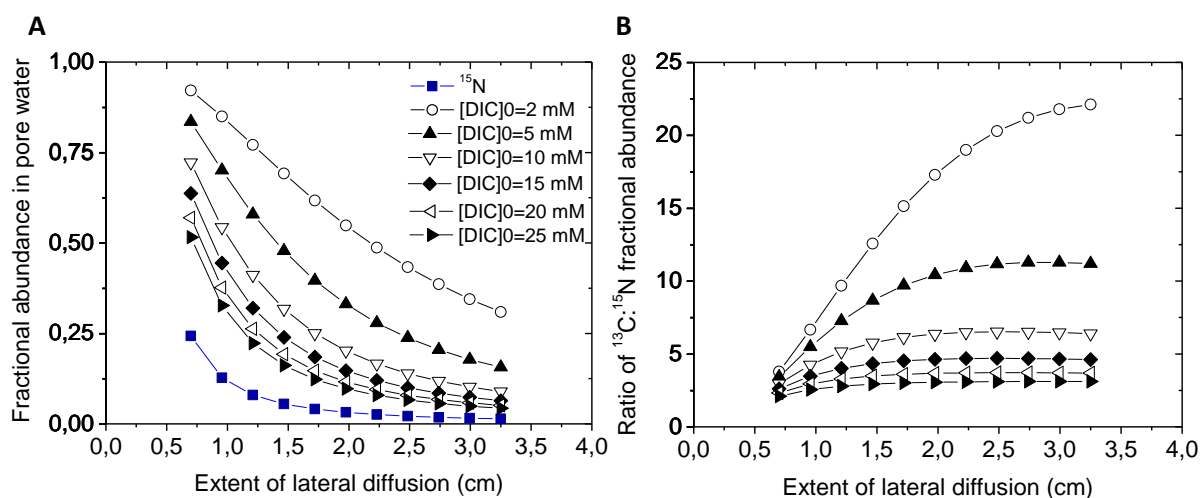 A
Fractional abundance in pore water
1,00
0,75
0,50
0,25
0,00
0,0 0,5 1,0 1,5 2,0 2,5 3,0 3,5 4,0
Extent of lateral diffusion (cm)
15N
[DIC]0=2 mM
[DIC]0=5 mM
[DIC]0=10 mM
[DIC]0=15 mM
[DIC]0=20 mM
[DIC]0=25 mM
B
Ratio of 13C:15N fractional abundance
25
20
15
10
5
0
0,0 0,5 1,0 1,5 2,0 2,5 3,0 3,5 4,0
Extent of lateral diffusion (cm)